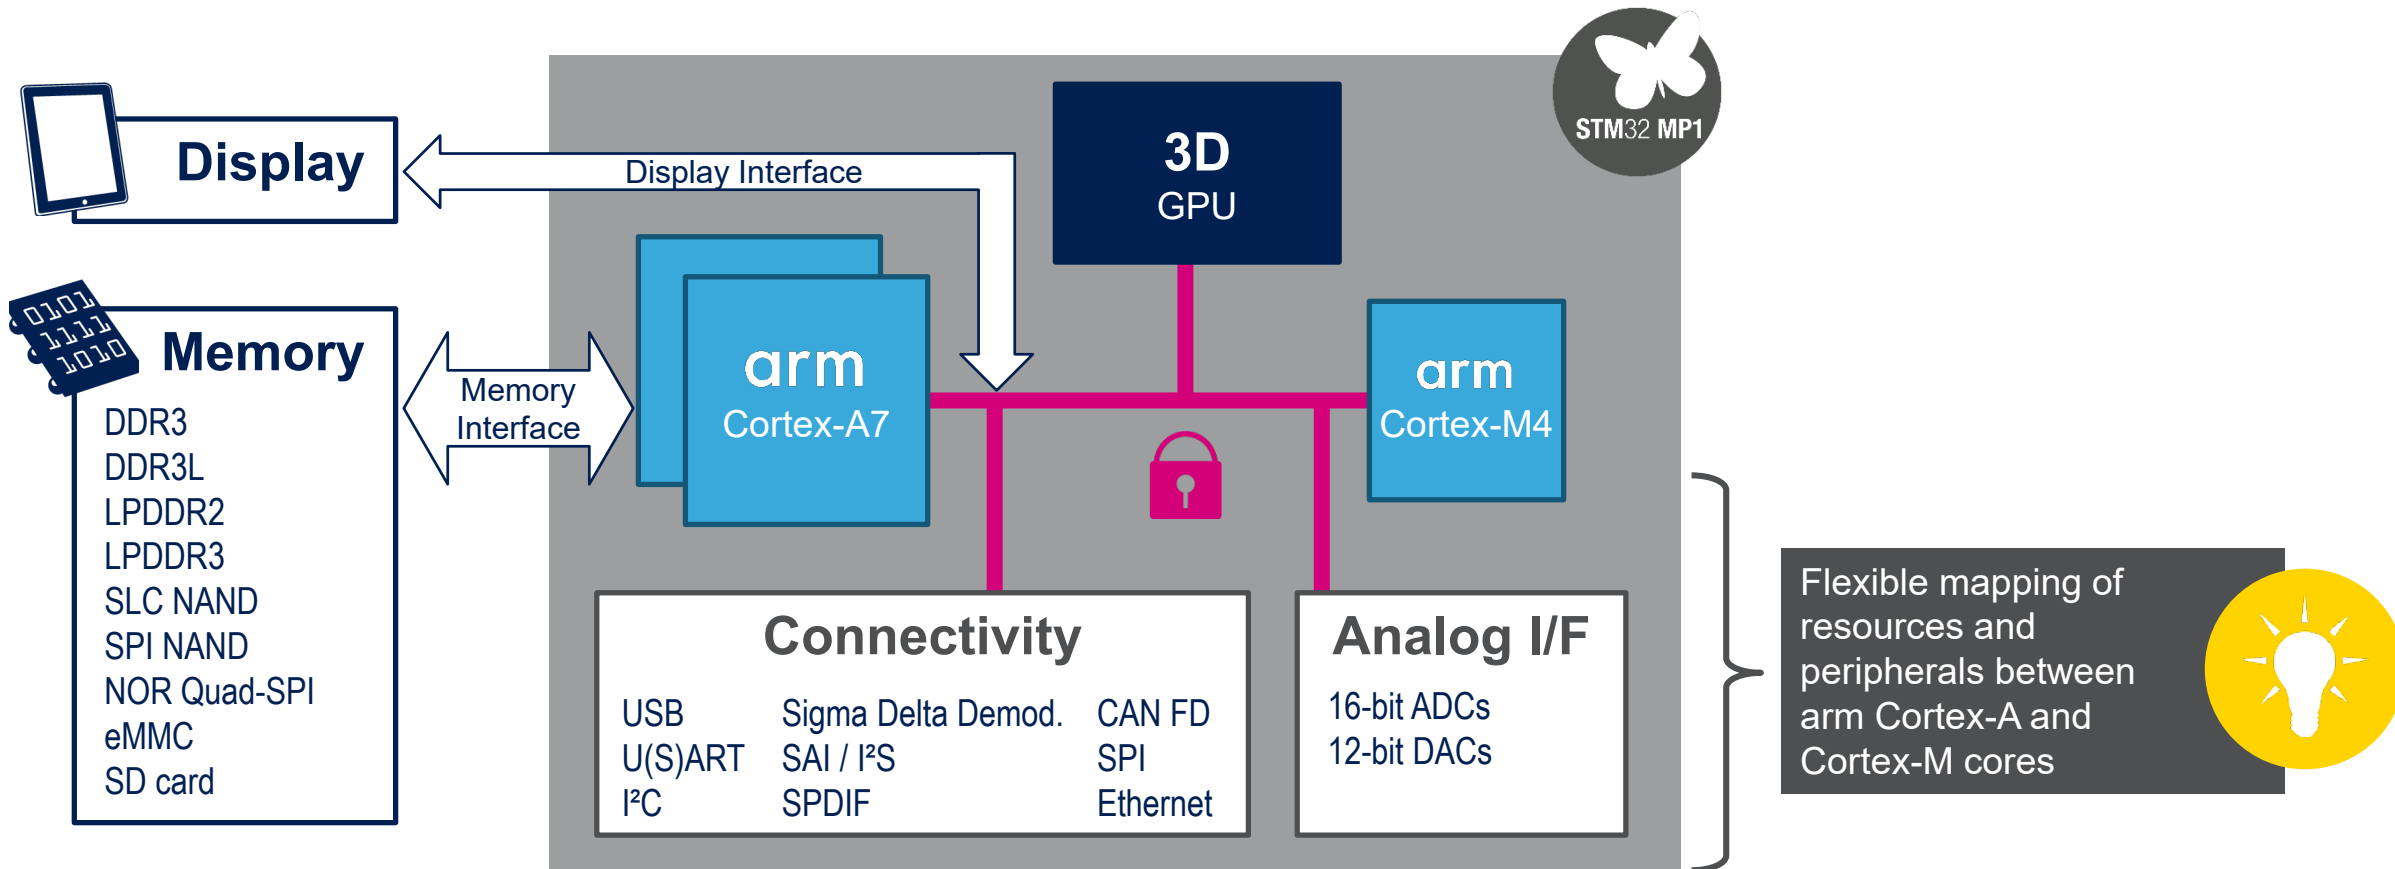 STM32 MP1
Display
Display Interface
3D
GPU
0101
1111
1010
Memory
DDR3
DDR3L
LPDDR2
LPDDR3
SLC NAND
SPI NAND
NOR Quad-SPI
eMMC
SD card
Memory
Interface
arm
Cortex-A7
arm
Cortex-M4
Connectivity
USB Sigma Delta Demod. CAN FD
U(S)ART SAI / I²S SPI
I²C SPDIF Ethernet
Analog I/F
16-bit ADCs
12-bit DACs
Flexible mapping of
resources and
peripherals between
arm Cortex-A and
Cortex-M cores